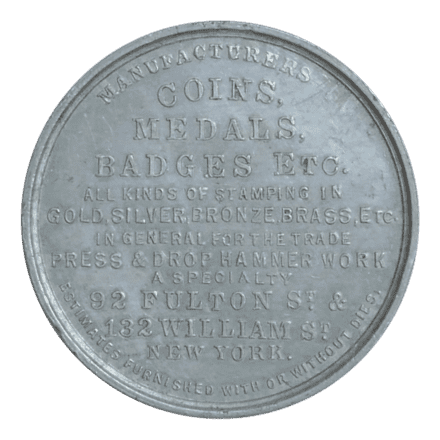 MANUFACTURERS
COINS,
MEDALS,
BADGES ETC.
ALL KINDS OF STAMPING IN
GOLD, SILVER, BRONZE, BRASS, ETC.
IN GENERAL FOR THE TRADE
PRESS & DROP HAMMER WORK
A SPECIALTY
92 FULTON ST. &
132 WILLIAM ST.
NEW YORK.
ESTIMATES FURNISHED WITH OR WITHOUT DIES.